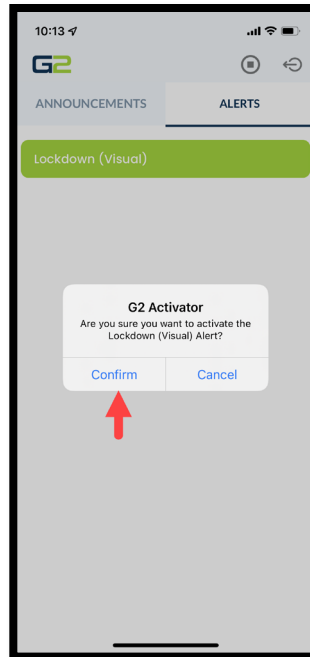 10:13
G2
ANNOUNCEMENTS ALERTS
Lockdown (Visual)
G2 Activator
Are you sure you want to activate the
Lockdown (Visual) Alert?
Confirm Cancel